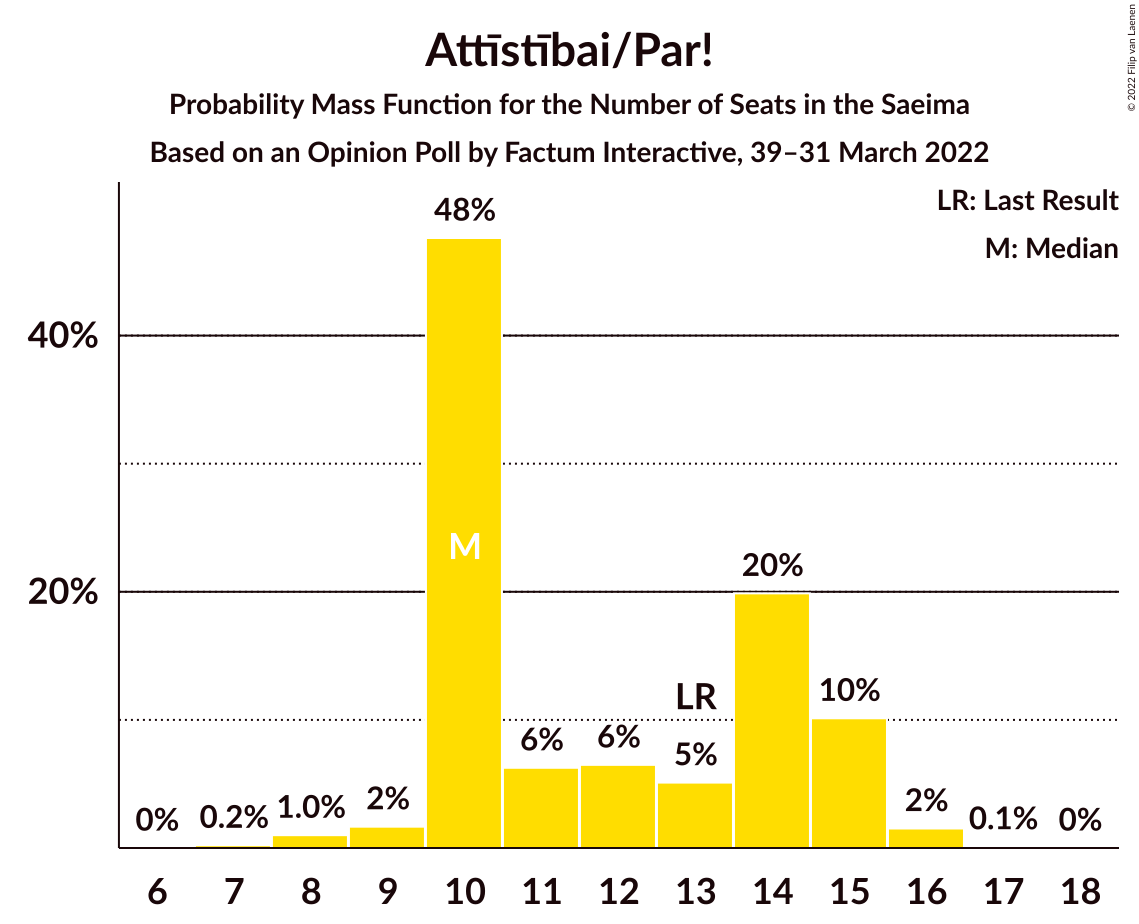 Attīstībai/Par!
Probability Mass Function for the Number of Seats in the Saeima
Based on an Opinion Poll by Factum Interactive, 39–31 March 2022
© 2022 Filip van Laenen
LR: Last Result
M: Median
40%
20%
0%
0.2%
1.0%
2%
48%
M
6%
6%
LR
5%
20%
10%
2%
0.1%
0%
6 7 8 9 10 11 12 13 14 15 16 17 18